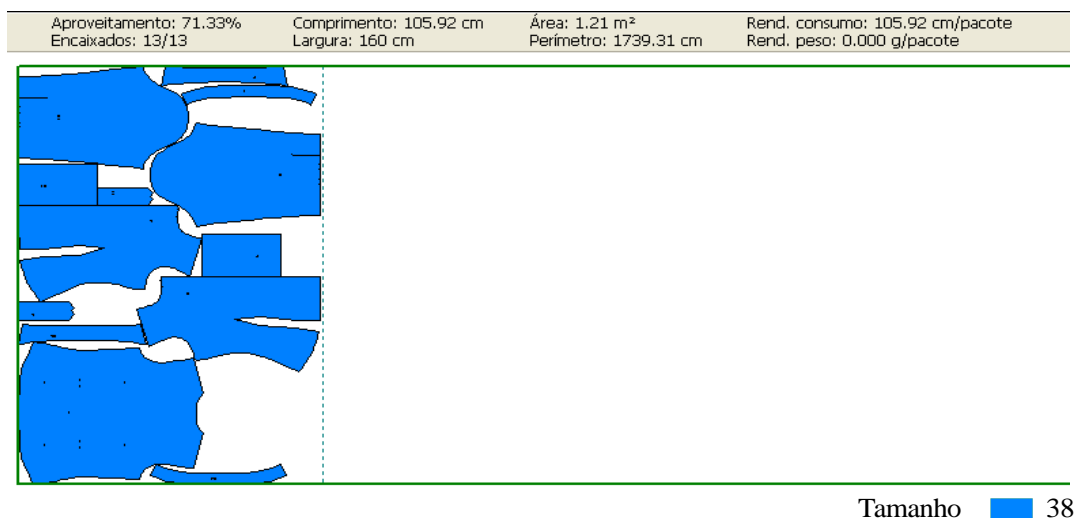 Aproveitamento: 71.33% Comprimento: 105.92 cm Área: 1.21 m² Rend. consumo: 105.92 cm/pacote
Encaixados: 13/13 Largura: 160 cm Perímetro: 1739.31 cm Rend. peso: 0.000 g/pacote
Tamanho 38